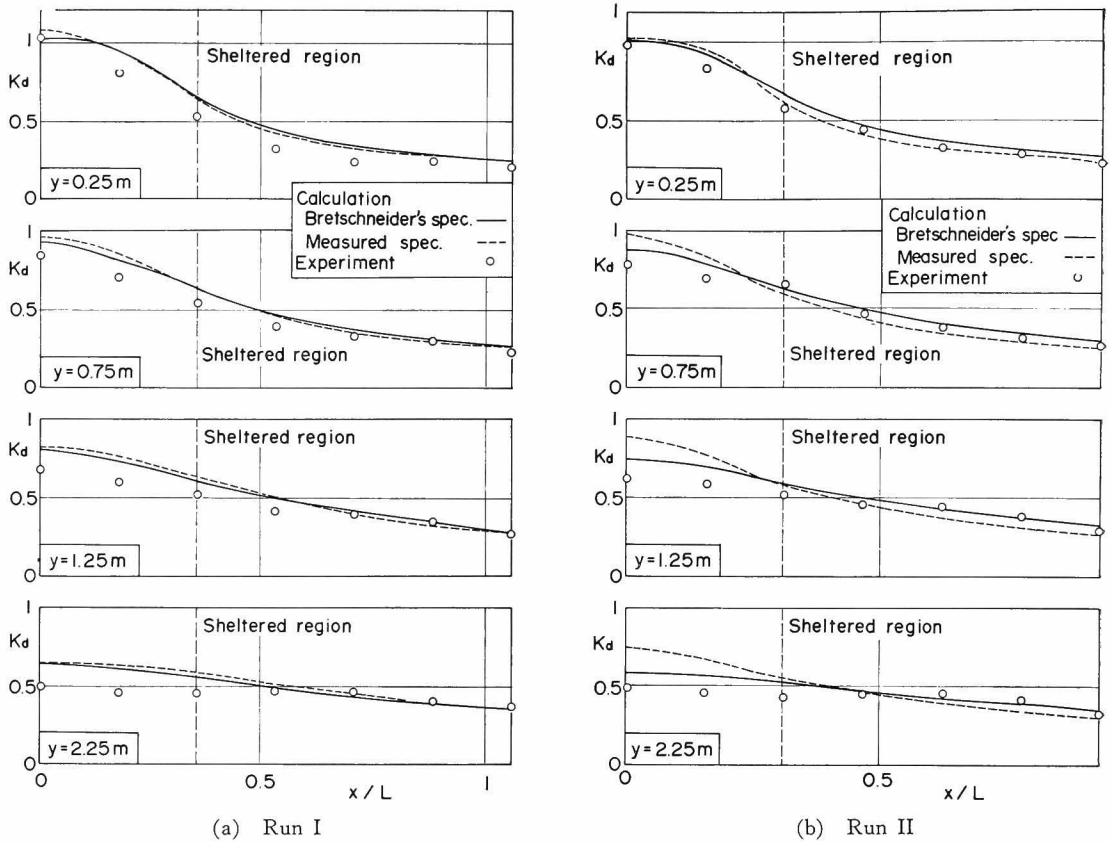 1
Sheltered region
Kd
0.5
y=0.25m
0
Calculation
Bretschneider's spec.
Measured spec.
Experiment
1
Kd
0.5
Sheltered region
y=0.75m
0
1
Sheltered region
Kd
0.5
y=1.25m
0
1
Sheltered region
Kd
0.5
y=2.25m
0
0
0.5
1
x/L
(a) Run I
1
Sheltered region
Kd
0.5
y=0.25m
0
Calculation
Bretschneider's spec
Measured spec.
Experiment
1
Kd
0.5
Sheltered region
y=0.75m
0
1
Sheltered region
Kd
0.5
y=1.25m
0
1
Sheltered region
Kd
0.5
y=2.25m
0
0
0.5
x/L
(b) Run II